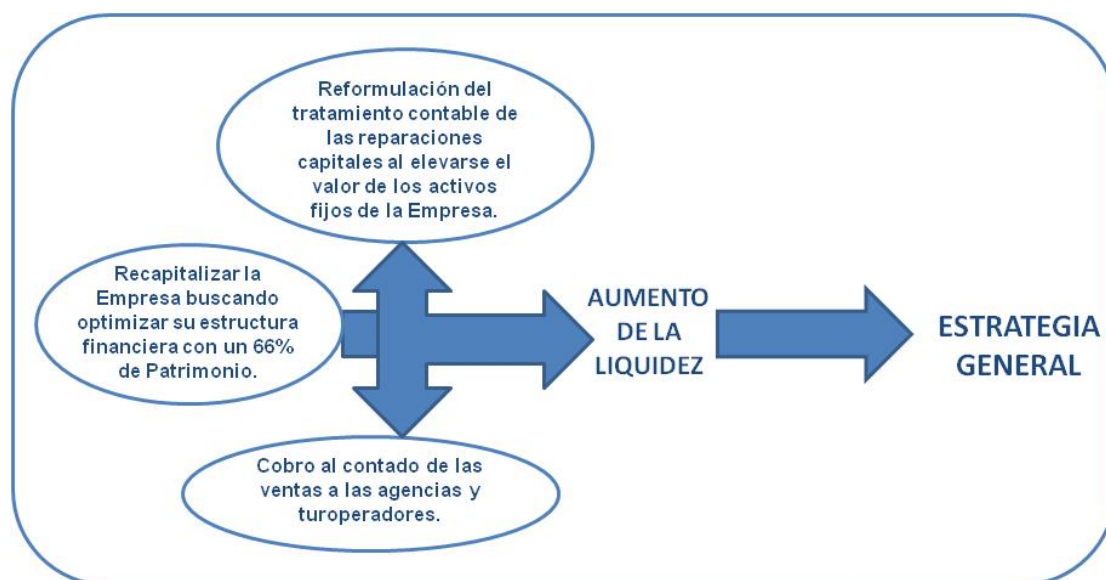 Reformulación del
tratamiento contable de
las reparaciones
capitales al elevarse el
valor de los activos
fijos de la Empresa.
Recapitalizar la
Empresa buscando
optimizar su estructura
financiera con un 66%
de Patrimonio.
AUMENTO
DE LA
LIQUIDEZ
ESTRATEGIA
GENERAL
Cobro al contado de las
ventas a las agencias y
turoperadores.